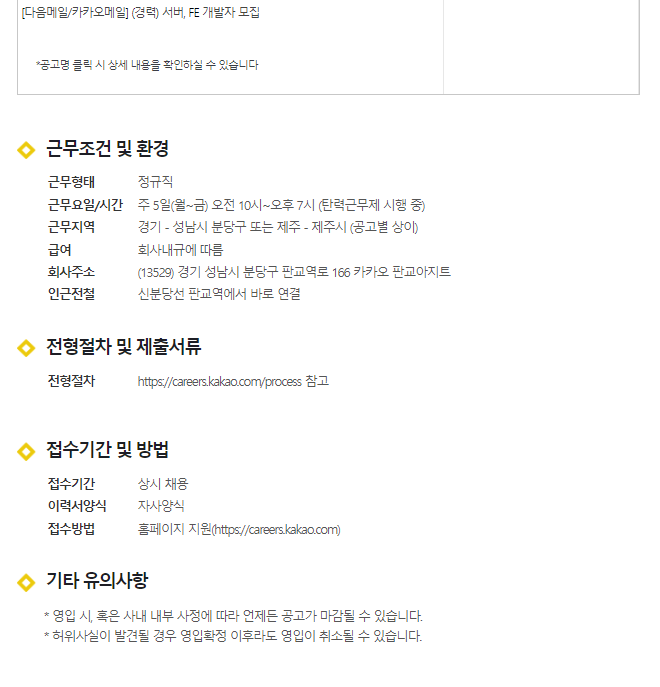 [다음메일/카카오메일] (경력) 서버, FE 개발자 모집
*공고명 클릭 시 상세 내용을 확인하실 수 있습니다
근무조건 및 환경
근무형태 정규직
근무요일/시간 주 5일(월~금) 오전 10시~오후 7시 (탄력근무제 시행 중)
근무지역 경기 - 성남시 분당구 또는 제주 - 제주시 (공고별 상이)
급여 회사내규에 따름
회사주소 (13529) 경기 성남시 분당구 판교역로 166 카카오 판교아지트
인근전철 신분당선 판교역에서 바로 연결
전형절차 및 제출서류
전형절차 https://careers.kakao.com/process 참고
접수기간 및 방법
접수기간 상시 채용
이력서양식 자사양식
접수방법 홈페이지 지원(https://careers.kakao.com)
기타 유의사항
* 영입 시, 혹은 사내 내부 사정에 따라 언제든 공고가 마감될 수 있습니다.
* 허위사실이 발견될 경우 영입확정 이후라도 영입이 취소될 수 있습니다.